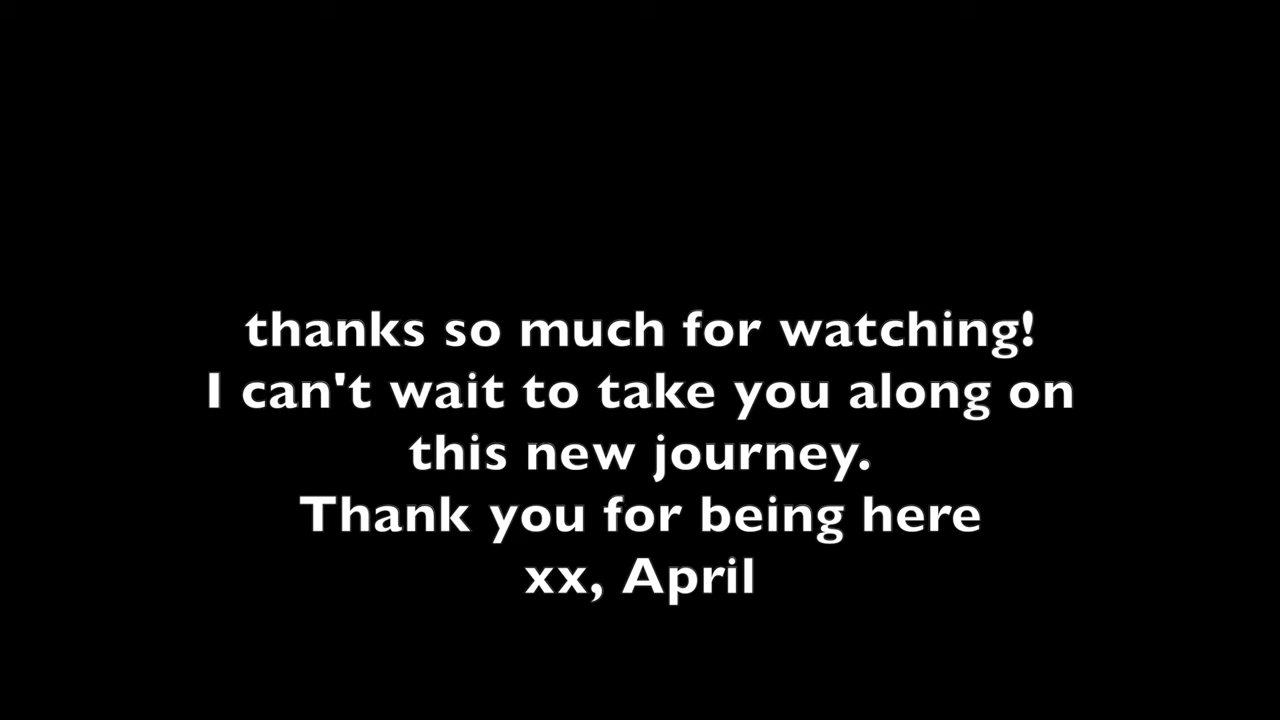 thanks so much for watching!
I can't wait to take you along on
this new journey.
Thank you for being here
xx, April